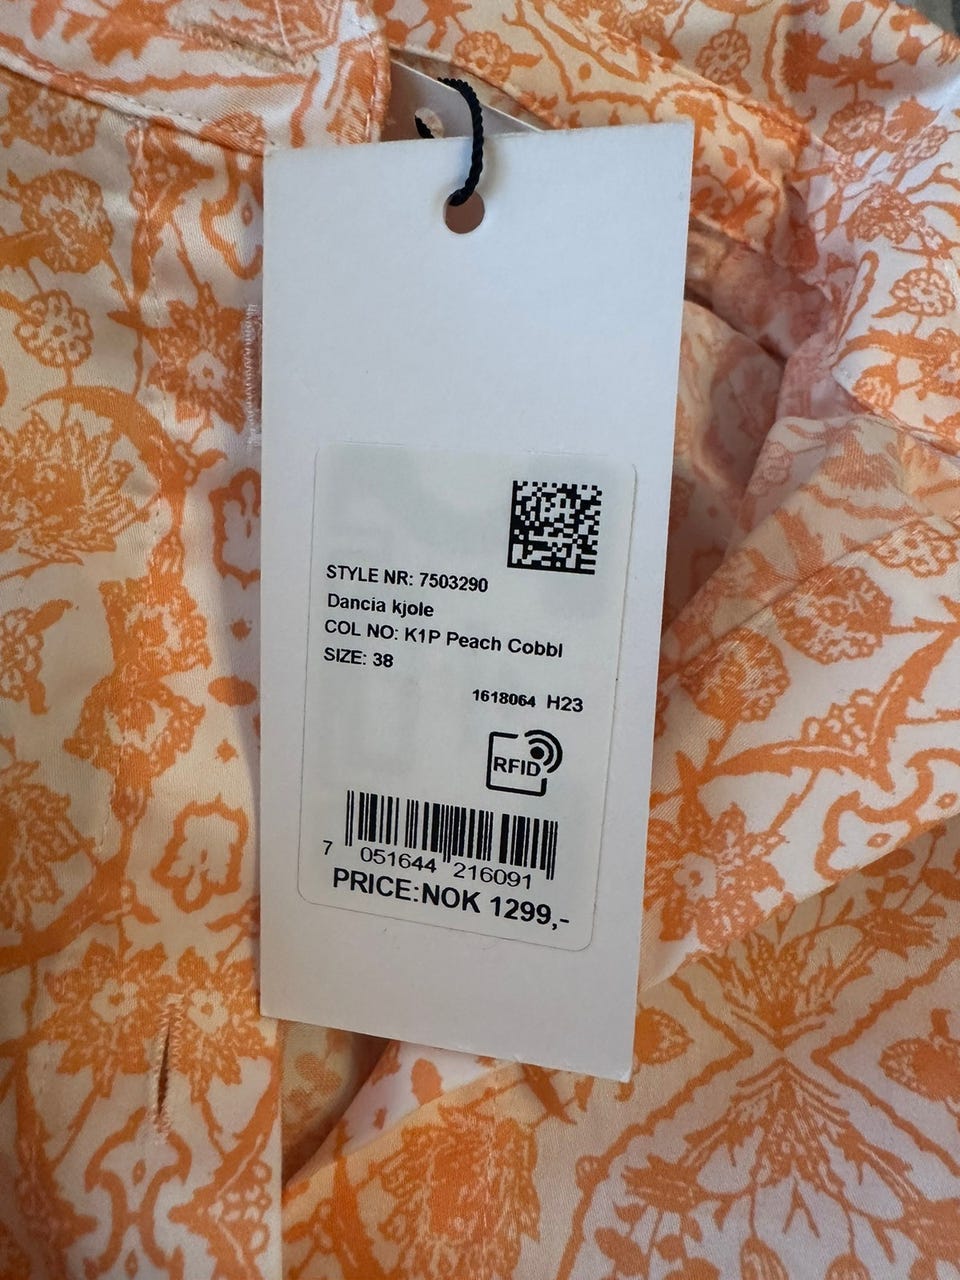 STYLE NR: 7503290
Dancia kjole
COL NO: K1P Peach Cobbl
SIZE: 38
1618064 H23
RFID
7 051644 216091
PRICE:NOK 1299,-